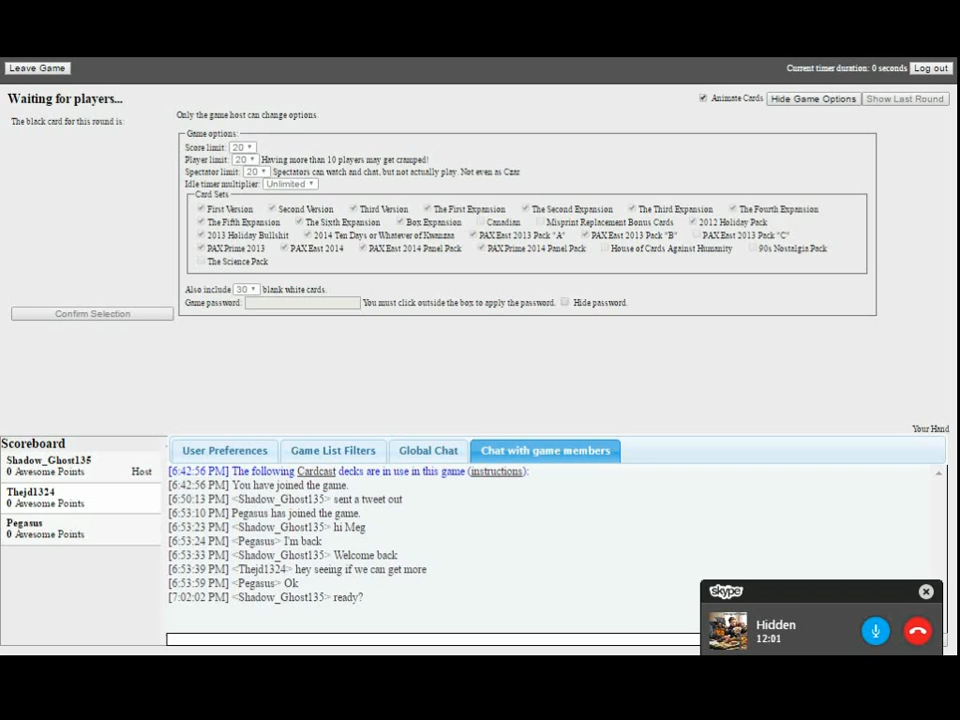 Leave Game
Current timer duration: 0 seconds Log out
Waiting for players...
Animate Cards Hide Game Options Show Last Round
The black card for this round is:
Only the game host can change options.
Game options:
Score limit: 20
Player limit: 20 Having more than 10 players may get cramped!
Spectator limit: 20 Spectators can watch and chat, but not actually play. Not even as Czar
Idle timer multiplier: Unlimited
Card Sets
First Version Second Version Third Version The First Expansion The Second Expansion The Third Expansion The Fourth Expansion
The Fifth Expansion The Sixth Expansion Box Expansion Canadian Misprint Replacement Bonus Cards 2012 Holiday Pack
2013 Holiday Bullshit 2014 Ten Days or Whatever of Kwanzaa PAX East 2013 Pack "A" PAX East 2013 Pack "B" PAX East 2013 Pack "C"
PAX Prime 2013 PAX East 2014 PAX East 2014 Panel Pack PAX Prime 2014 Panel Pack House of Cards Against Humanity 90s Nostalgia Pack
The Science Pack
Also include 30 blank white cards.
Game password: You must click outside the box to apply the password. Hide password.
Confirm Selection
Your Hand
Scoreboard
Shadow_Ghost135
0 Awesome Points Host
Thejd1324
0 Awesome Points
Pegasus
0 Awesome Points
User Preferences Game List Filters Global Chat Chat with game members
[6:42:56 PM] The following Cardcast decks are in use in this game (instructions):
[6:42:56 PM] You have joined the game.
[6:50:13 PM] <Shadow_Ghost135> sent a tweet out
[6:53:10 PM] Pegasus has joined the game.
[6:53:23 PM] <Shadow_Ghost135> hi Meg
[6:53:24 PM] <Pegasus> I'm back
[6:53:33 PM] <Shadow_Ghost135> Welcome back
[6:53:39 PM] <Thejd1324> hey seeing if we can get more
[6:53:59 PM] <Pegasus> Ok
[7:02:02 PM] <Shadow_Ghost135> ready?
skype
Hidden
12:01